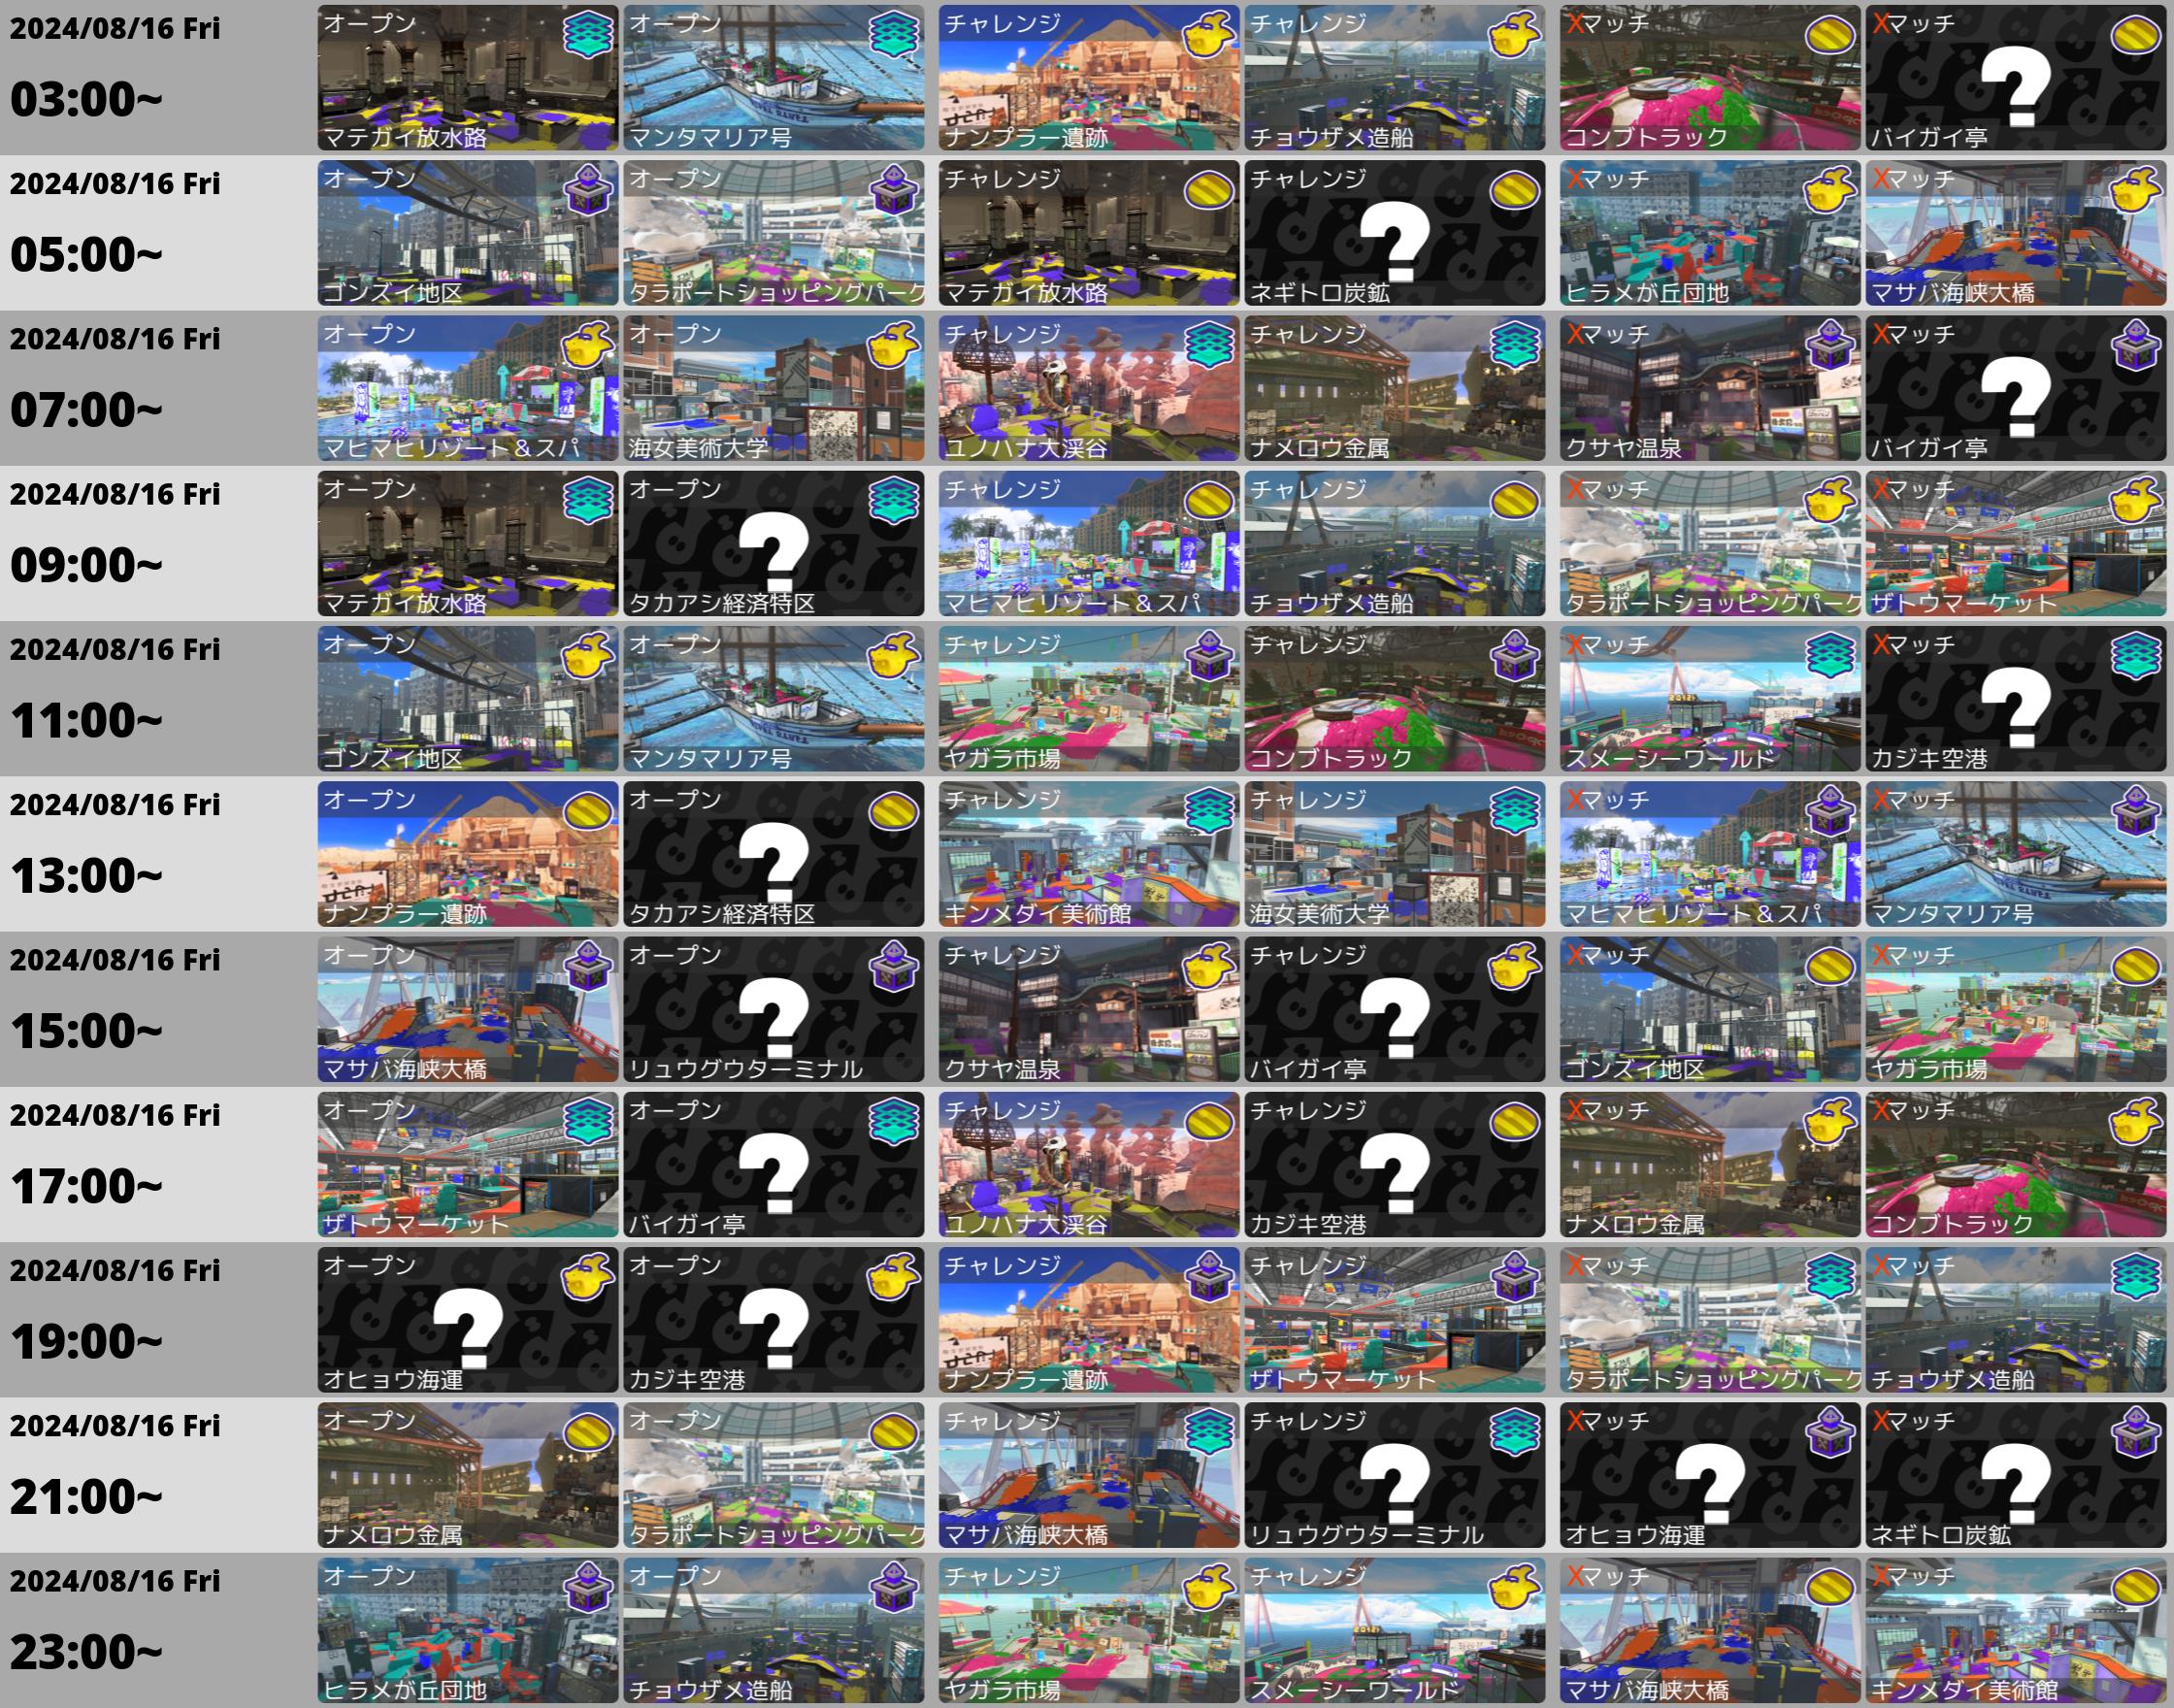 2024/08/16 Fri
03:00~
オープン
マテガイ放水路
オープン
マンタマリア号
チャレンジ
ナンプラー遺跡
チャレンジ
チョウザメ造船
Xマッチ
コンブトラック
Xマッチ
バイガイ亭
2024/08/16 Fri
05:00~
オープン
ゴンズイ地区
オープン
タラポートショッピングパーク
チャレンジ
マテガイ放水路
チャレンジ
ネギトロ炭鉱
Xマッチ
ヒラメが丘団地
Xマッチ
マサバ海峡大橋
2024/08/16 Fri
07:00~
オープン
マヒマヒリゾート&スパ
オープン
海女美術大学
チャレンジ
ユノハナ大渓谷
チャレンジ
ナメロウ金属
Xマッチ
クサヤ温泉
Xマッチ
バイガイ亭
2024/08/16 Fri
09:00~
オープン
マテガイ放水路
オープン
タカアシ経済特区
チャレンジ
マヒマヒリゾート&スパ
チャレンジ
チョウザメ造船
Xマッチ
タラポートショッピングパーク
Xマッチ
ザトウマーケット
2024/08/16 Fri
11:00~
オープン
ゴンズイ地区
オープン
マンタマリア号
チャレンジ
ヤガラ市場
チャレンジ
コンブトラック
Xマッチ
スメーシーワールド
Xマッチ
カジキ空港
2024/08/16 Fri
13:00~
オープン
ナンプラー遺跡
オープン
タカアシ経済特区
チャレンジ
キンメダイ美術館
チャレンジ
海女美術大学
Xマッチ
マヒマヒリゾート&スパ
Xマッチ
マンタマリア号
2024/08/16 Fri
15:00~
オープン
マサバ海峡大橋
オープン
リュウグウターミナル
チャレンジ
クサヤ温泉
チャレンジ
バイガイ亭
Xマッチ
ゴンズイ地区
Xマッチ
ヤガラ市場
2024/08/16 Fri
17:00~
オープン
ザトウマーケット
オープン
バイガイ亭
チャレンジ
ユノハナ大渓谷
チャレンジ
カジキ空港
Xマッチ
ナメロウ金属
Xマッチ
コンブトラック
2024/08/16 Fri
19:00~
オープン
オヒョウ海運
オープン
カジキ空港
チャレンジ
ナンプラー遺跡
チャレンジ
ザトウマーケット
Xマッチ
タラポートショッピングパーク
Xマッチ
チョウザメ造船
2024/08/16 Fri
21:00~
オープン
ナメロウ金属
オープン
タラポートショッピングパーク
チャレンジ
マサバ海峡大橋
チャレンジ
リュウグウターミナル
Xマッチ
オヒョウ海運
Xマッチ
ネギトロ炭鉱
2024/08/16 Fri
23:00~
オープン
ヒラメが丘団地
オープン
チョウザメ造船
チャレンジ
ヤガラ市場
チャレンジ
スメーシーワールド
Xマッチ
マサバ海峡大橋
Xマッチ
キンメダイ美術館